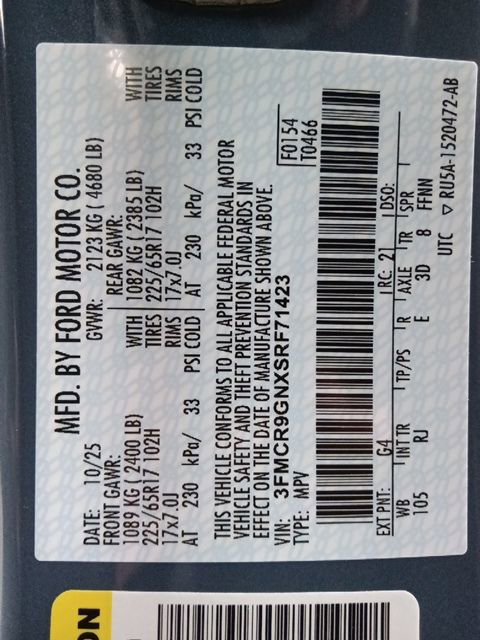 MFD. BY FORD MOTOR CO.
DATE: 10/25 GVWR: 2123 KG ( 4680 LB)
FRONT GAWR: WITH REAR GAWR: WITH
1089 KG ( 2400 LB) TIRES 1082 KG ( 2385 LB) TIRES
225/65R17 102H RIMS 225/65R17 102H RIMS
17x7.0J 17x7.0J
AT 230 kPa/ 33 PSI COLD AT 230 kPa/ 33 PSI COLD
THIS VEHICLE CONFORMS TO ALL APPLICABLE FEDERAL MOTOR
VEHICLE SAFETY AND THEFT PREVENTION STANDARDS IN
EFFECT ON THE DATE OF MANUFACTURE SHOWN ABOVE.
VIN: 3FMCR9GNXSRF71423 F0154
TYPE: MPV T0466
EXT PNT: G4 RC: 21 DSO:
WB INT TR TP/PS R AXLE TR SPR
105 RJ E 3D 8 FFNN
UTC ▽ RU5A-1520472-AB
ON